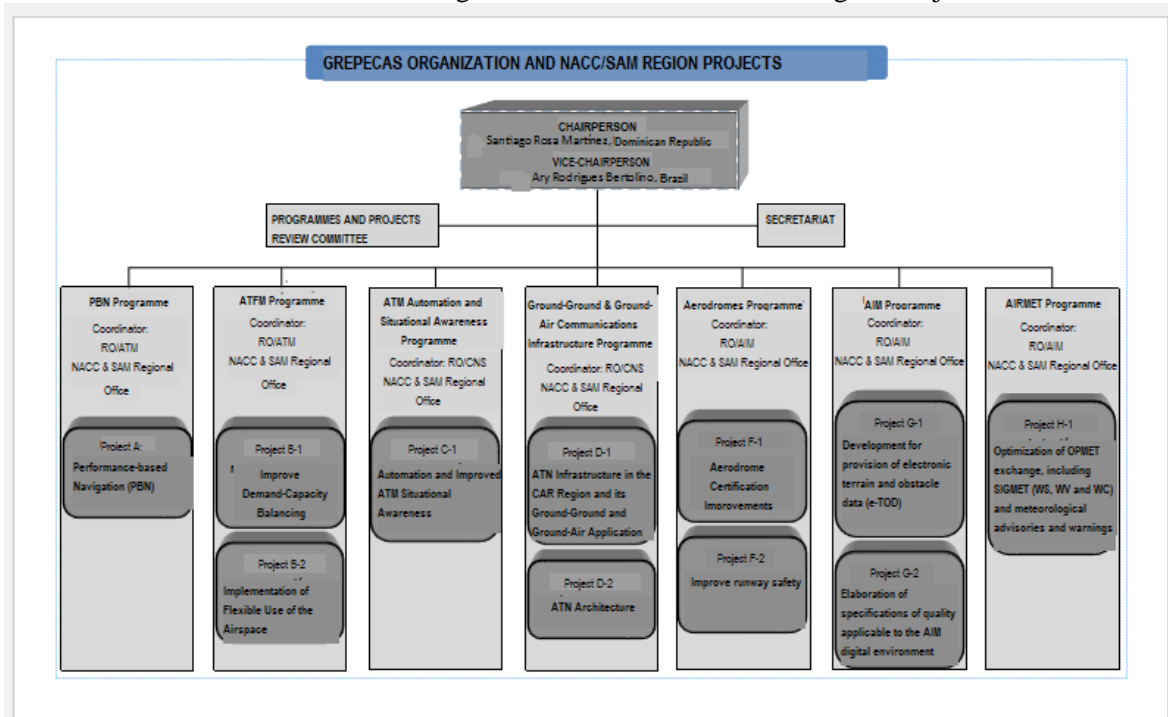 GREPECAS ORGANIZATION AND NACC/SAM REGION PROJECTS
CHAIRPERSON
Santiago Rosa Martínez, Dominican Republic
VICE-CHAIRPERSON
Ary Rodrigues Bertolino, Brazil
PROGRAMMES AND PROJECTS
REVIEW COMMITTEE
SECRETARIAT
PBN Programme
Coordinator:
RO/ATM
NACC & SAM Regional
Office
Project A:
Performance-based
Navigation (PBN)
ATFM Programme
Coordinator:
RO/ATM
NACC & SAM Regional
Office
Project B-1
Improve
Demand-Capacity
Balancing
Project B-2
Implementation of
Flexible Use of the
Airspace
ATM Automation and
Situational Awareness
Programme
Coordinator: RO/CNS
NACC & SAM Regional
Office
Project C-1
Automation and Improved
ATM Situational
Awareness
Ground-Ground & Ground-
Air Communications
Infrastructure Programme
Coordinator: RO/CNS
NACC & SAM Regional
Office
Project D-1
ATN Infrastructure in the
CAR Region and its
Ground-Ground and
Ground-Air Application
Project D-2
ATN Architecture
Aerodromes Programme
Coordinator:
RO/AIM
NACC & SAM Regional Office
Project F-1
Aerodrome
Certification
Imorovements
Project F-2
Improve runway safety
AIM Programme
Coordinator:
RO/AIM
NACC & SAM Regional Office
Project G-1
Development for
provision of electronic
terrain and obstacle
data (e-TOD)
Project G-2
Elaboration of
specifications of quality
applicable to the AIM
digital environment
AIRMET Programme
Coordinator:
RO/AIM
NACC & SAM Regional Office
Project H-1
Optimization of OPMET
exchange, including
SIGMET (WS, WV and WC)
and meteorological
advisories and warnings